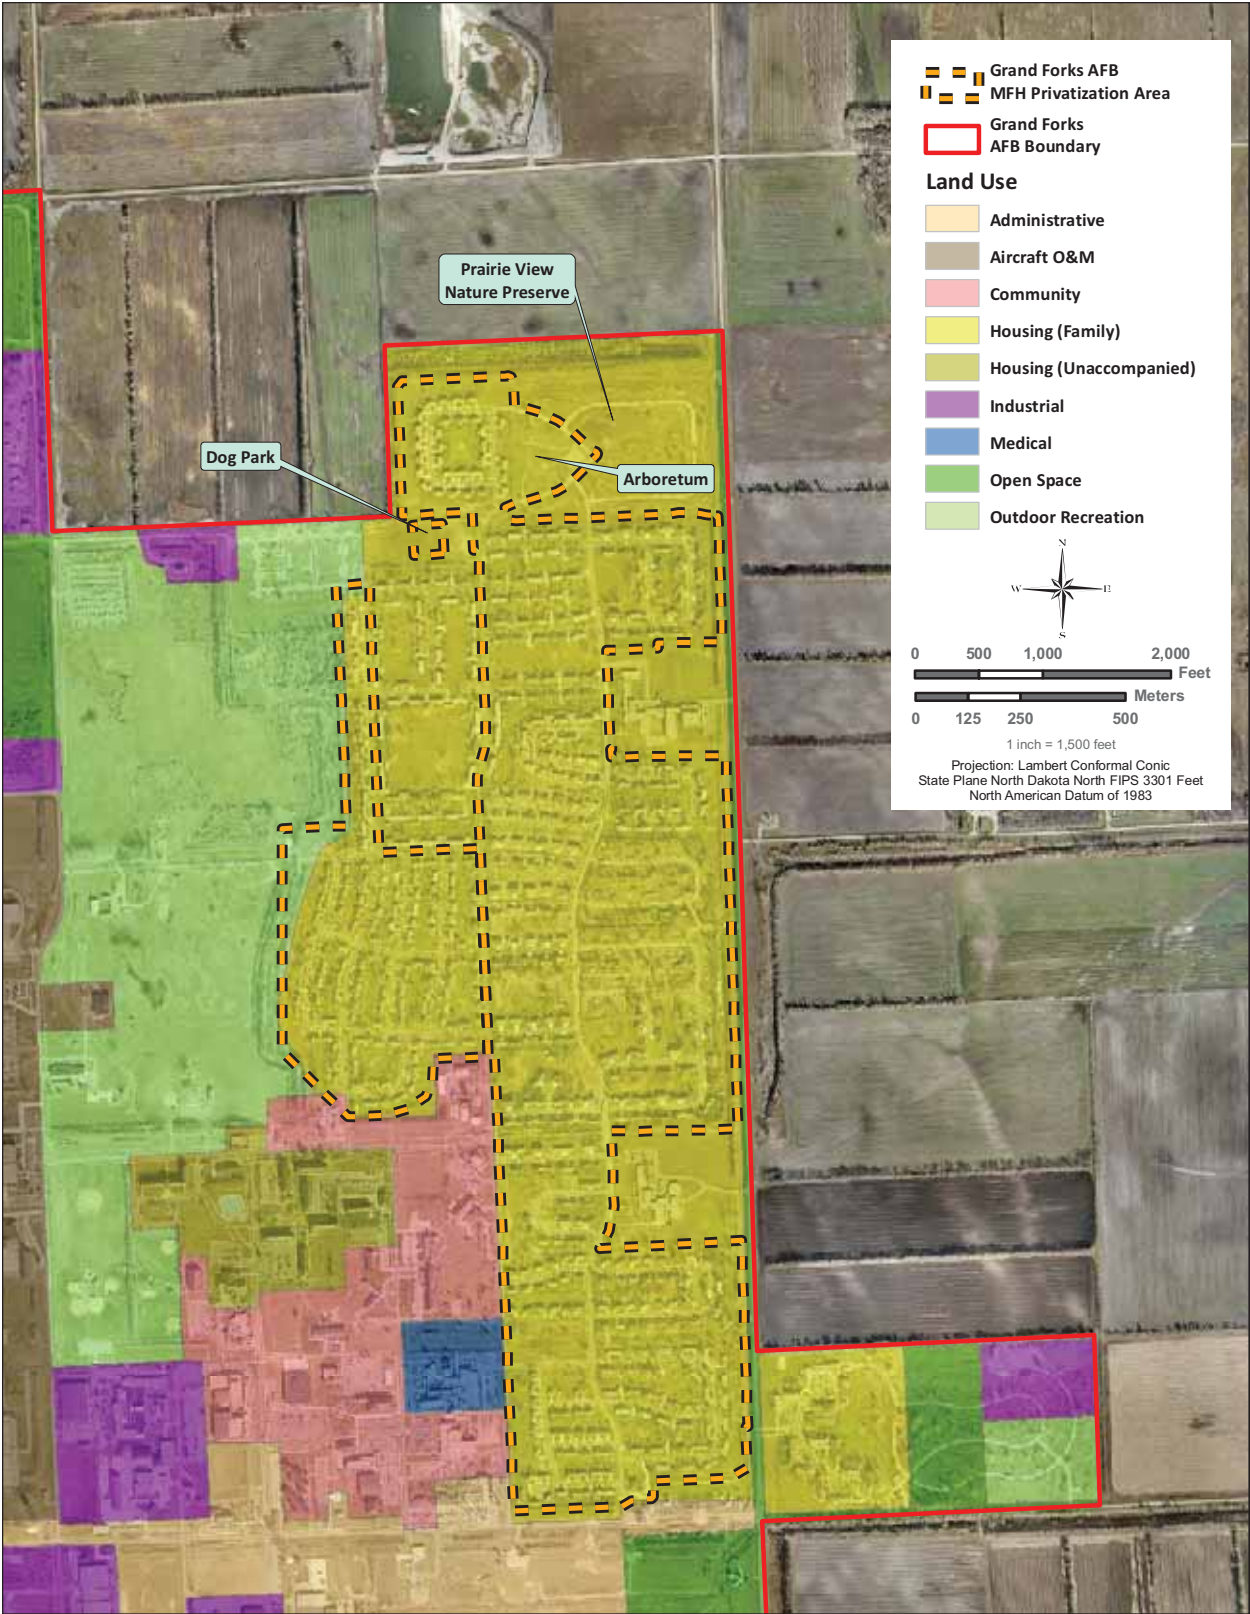 Grand Forks AFB
MFH Privatization Area
Grand Forks
AFB Boundary
Land Use
Administrative
Aircraft O&M
Community
Housing (Family)
Housing (Unaccompanied)
Industrial
Medical
Open Space
Outdoor Recreation
N
W E
S
0 500 1,000 2,000
Feet
Meters
0 125 250 500
1 inch = 1,500 feet
Projection: Lambert Conformal Conic
State Plane North Dakota North FIPS 3301 Feet
North American Datum of 1983
Prairie View
Nature Preserve
Dog Park
Arboretum